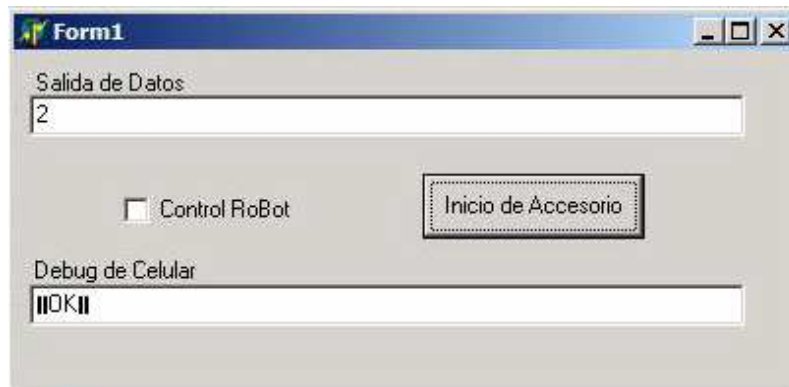 Form1
Salida de Datos
2
Control RoBot
Inicio de Accesorio
Debug de Celular
||OK||